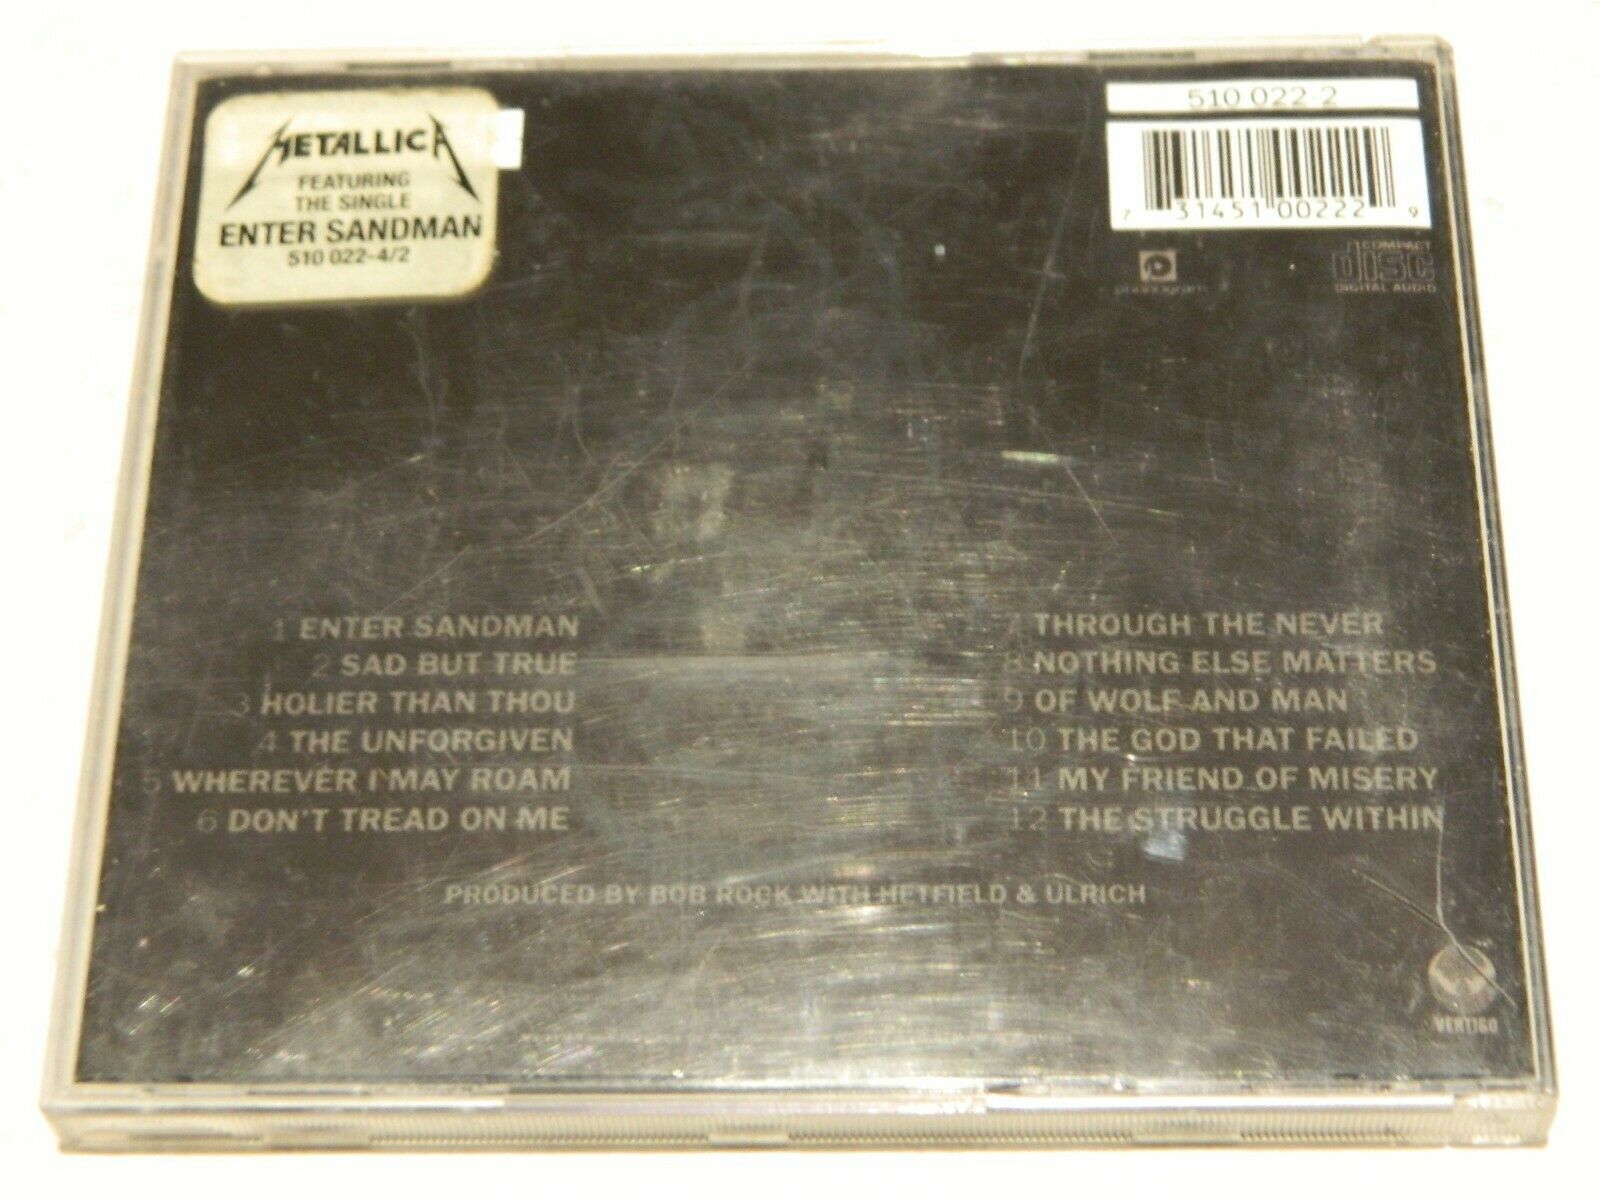 METALLICA
FEATURING
THE SINGLE
ENTER SANDMAN
510 022-4/2
510 022-2
7 31451 00222 9
phonogram
COMPACT
DISC
DIGITAL AUDIO
1 ENTER SANDMAN
2 SAD BUT TRUE
3 HOLIER THAN THOU
4 THE UNFORGIVEN
5 WHEREVER I MAY ROAM
6 DON'T TREAD ON ME
7 THROUGH THE NEVER
8 NOTHING ELSE MATTERS
9 OF WOLF AND MAN
10 THE GOD THAT FAILED
11 MY FRIEND OF MISERY
12 THE STRUGGLE WITHIN
PRODUCED BY BOB ROCK WITH HETFIELD & ULRICH
VERTIGO